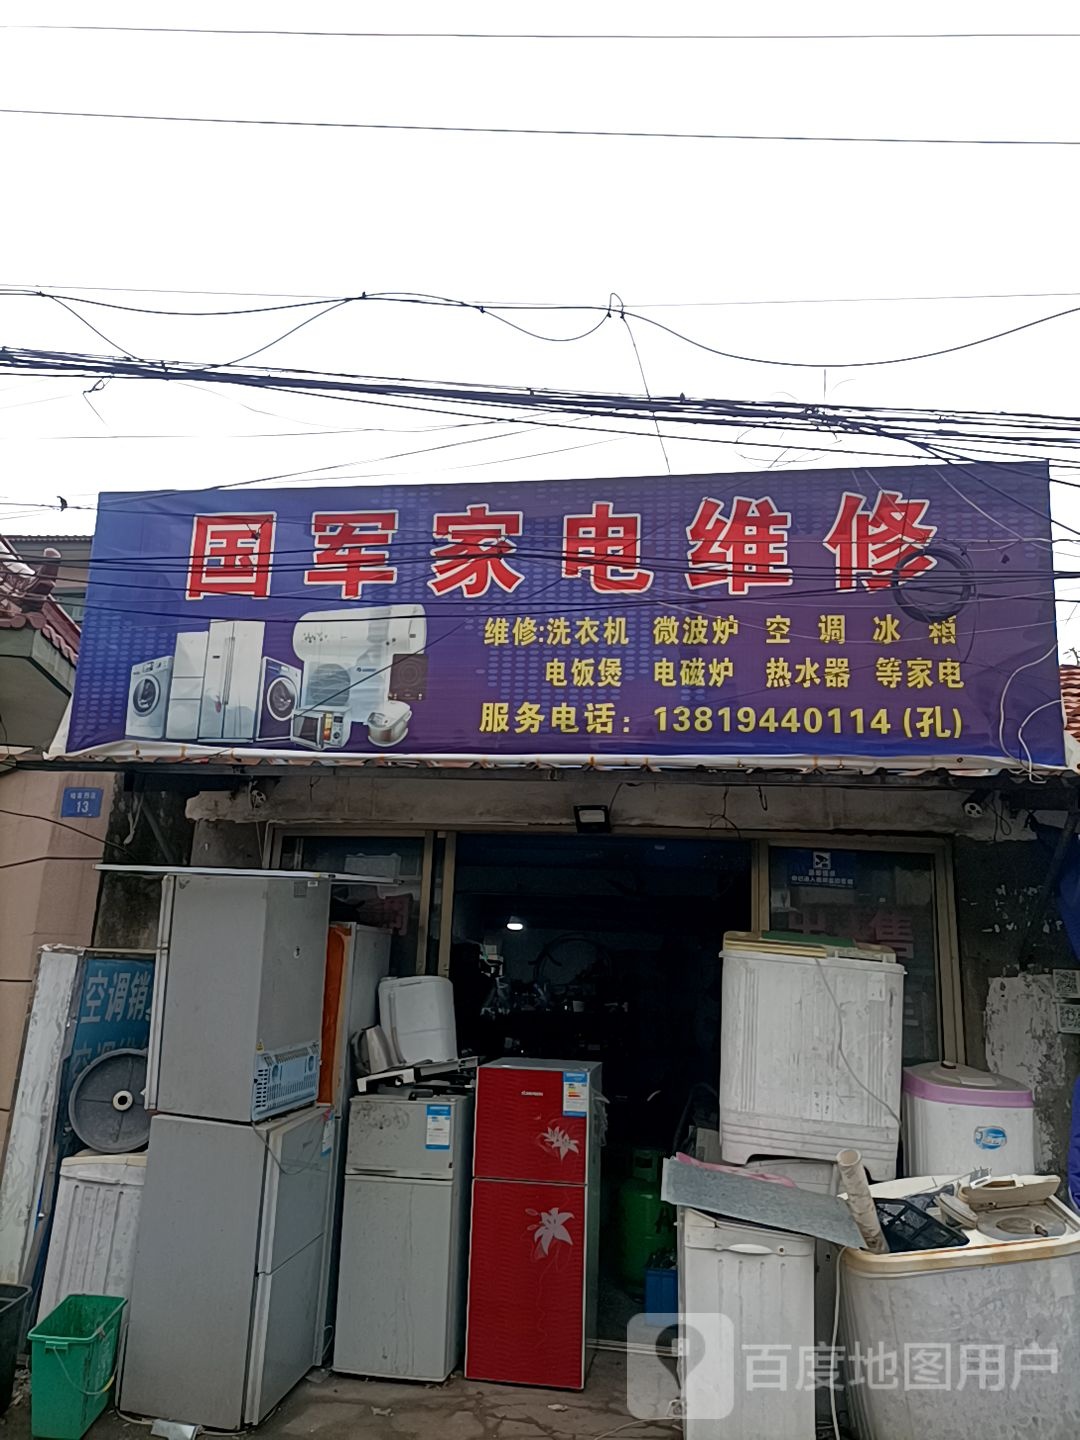 国军家电维修
维修:洗衣机 微波炉 空调 冰箱
电饭煲 电磁炉 热水器 等家电
服务电话：13819440114(孔)
13
空调销
出售
百度地图用户